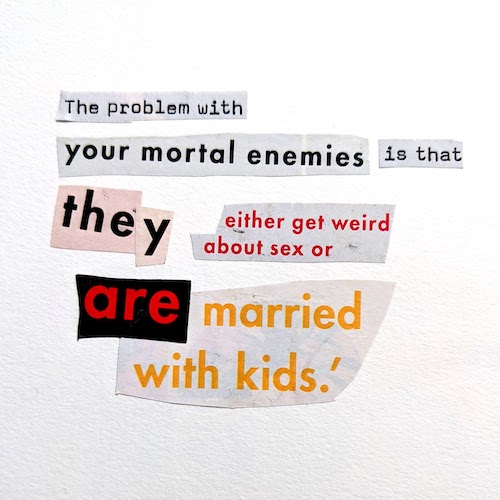 The problem with
your mortal enemies is that
they either get weird
about sex or
are married
with kids.’